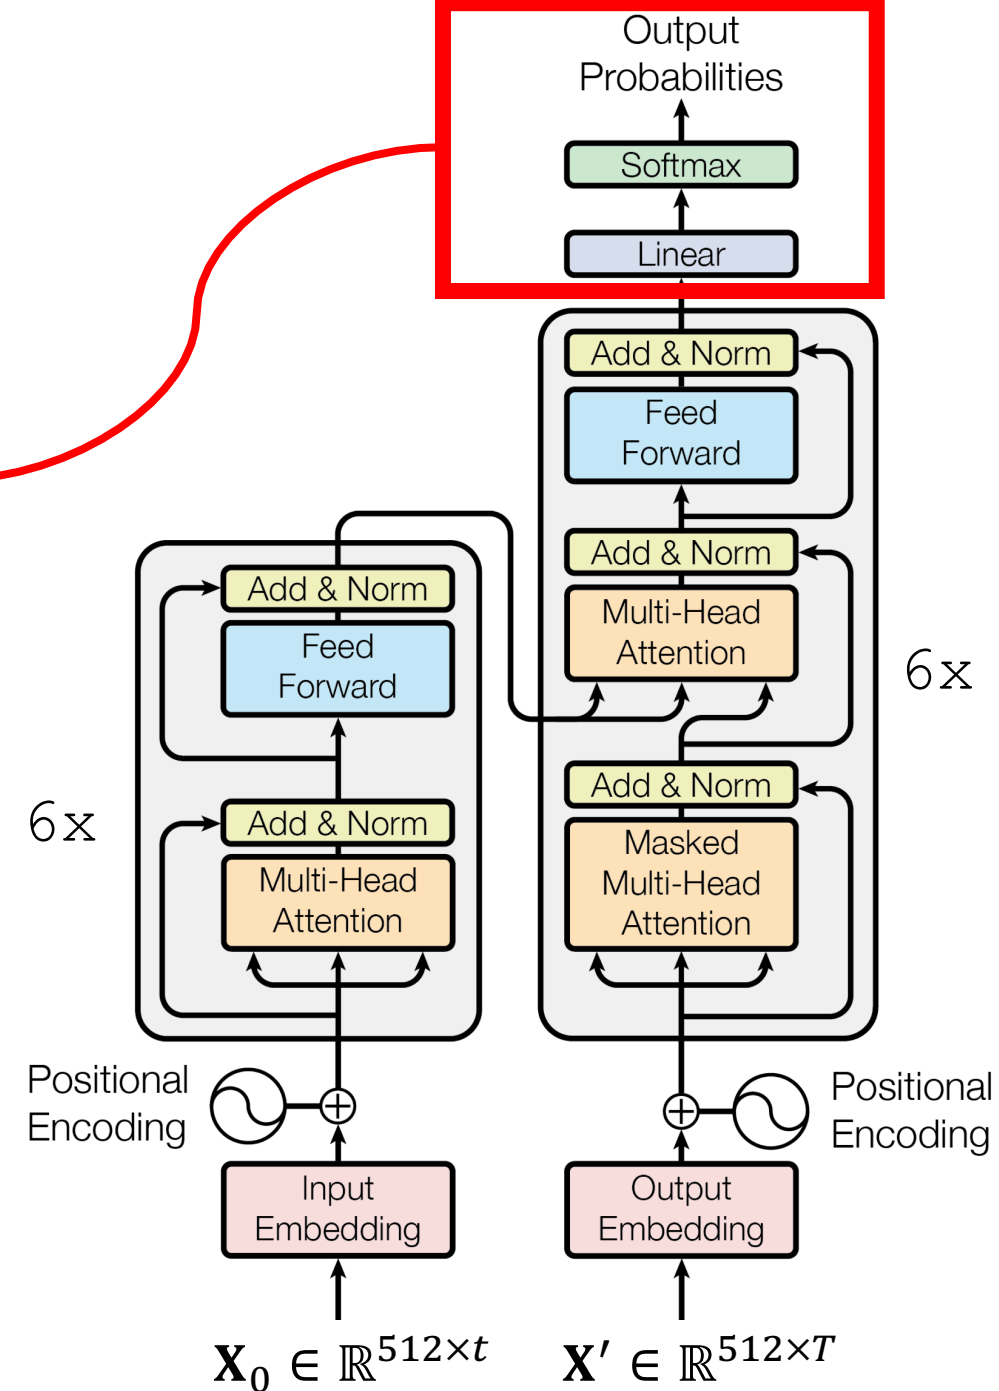 Output
Probabilities
Softmax
Linear
Add & Norm
Feed
Forward
Add & Norm
Multi-Head
Attention
6x
Add & Norm
Masked
Multi-Head
Attention
Positional
Encoding
Output
Embedding
𝐗′ ∈ ℝ^{512×T}
Add & Norm
Feed
Forward
6x
Add & Norm
Multi-Head
Attention
Positional
Encoding
Input
Embedding
𝐗₀ ∈ ℝ^{512×t}